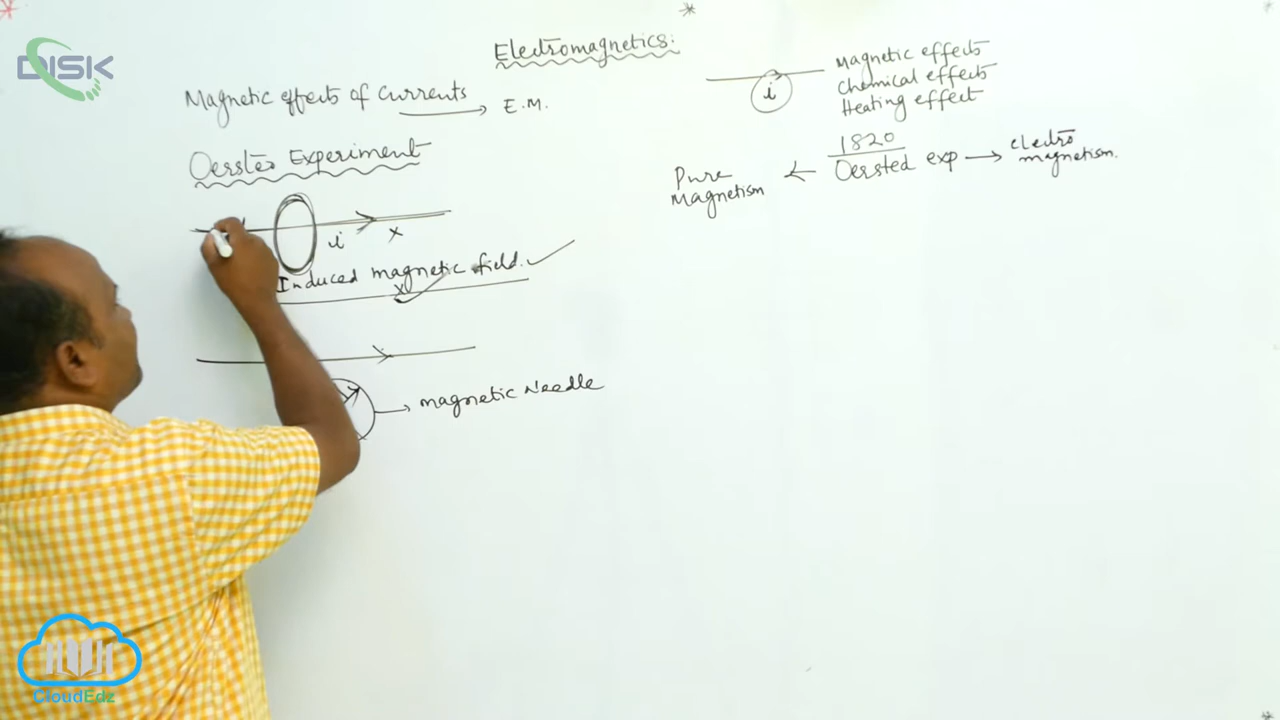 DISK
Electromagnetics:
Magnetic effects of Currents → E.M.
Oersted Experiment
i x
Induced magnetic field.
x
magnetic Needle
i
Magnetic effects
Chemical effects
Heating effect
1820
Pure Magnetism ← Oersted exp → electro magnetism.
CloudEdz